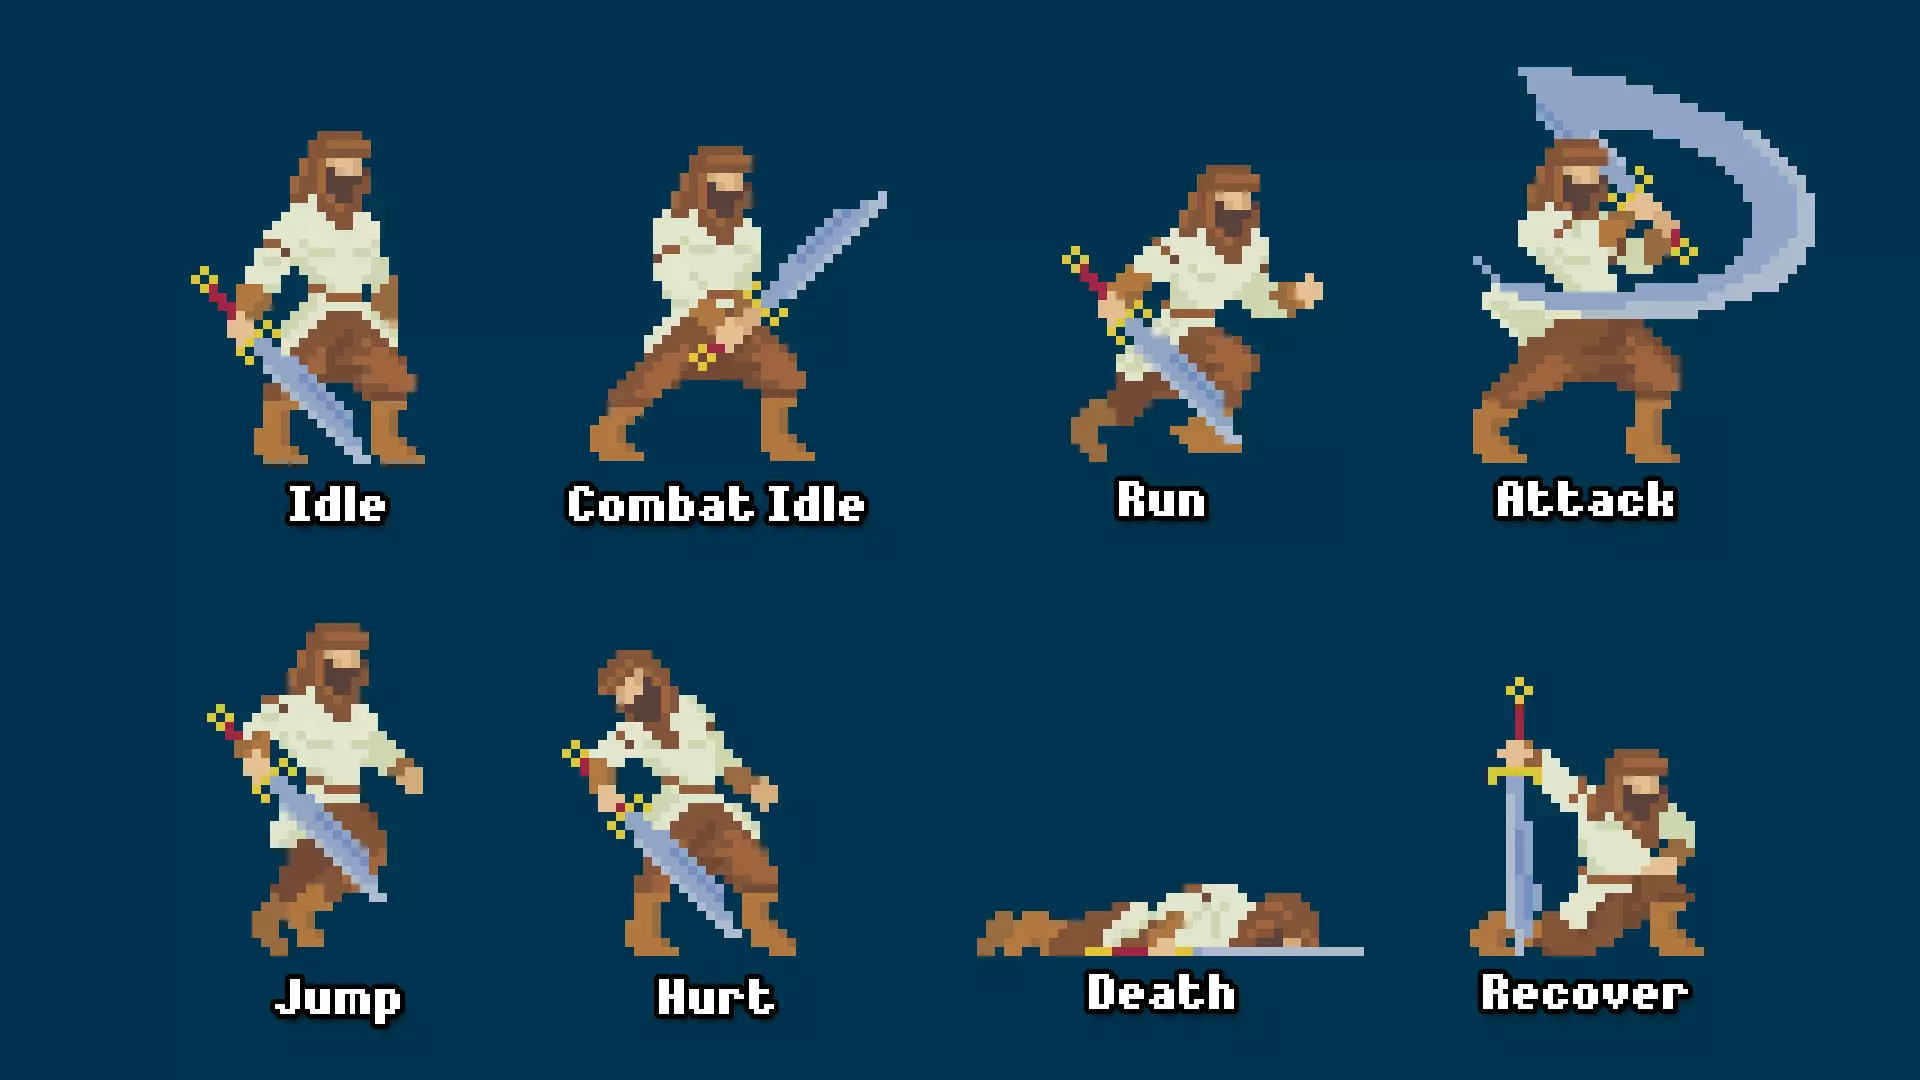 Idle
Combat Idle
Run
Attack
Jump
Hurt
Death
Recover